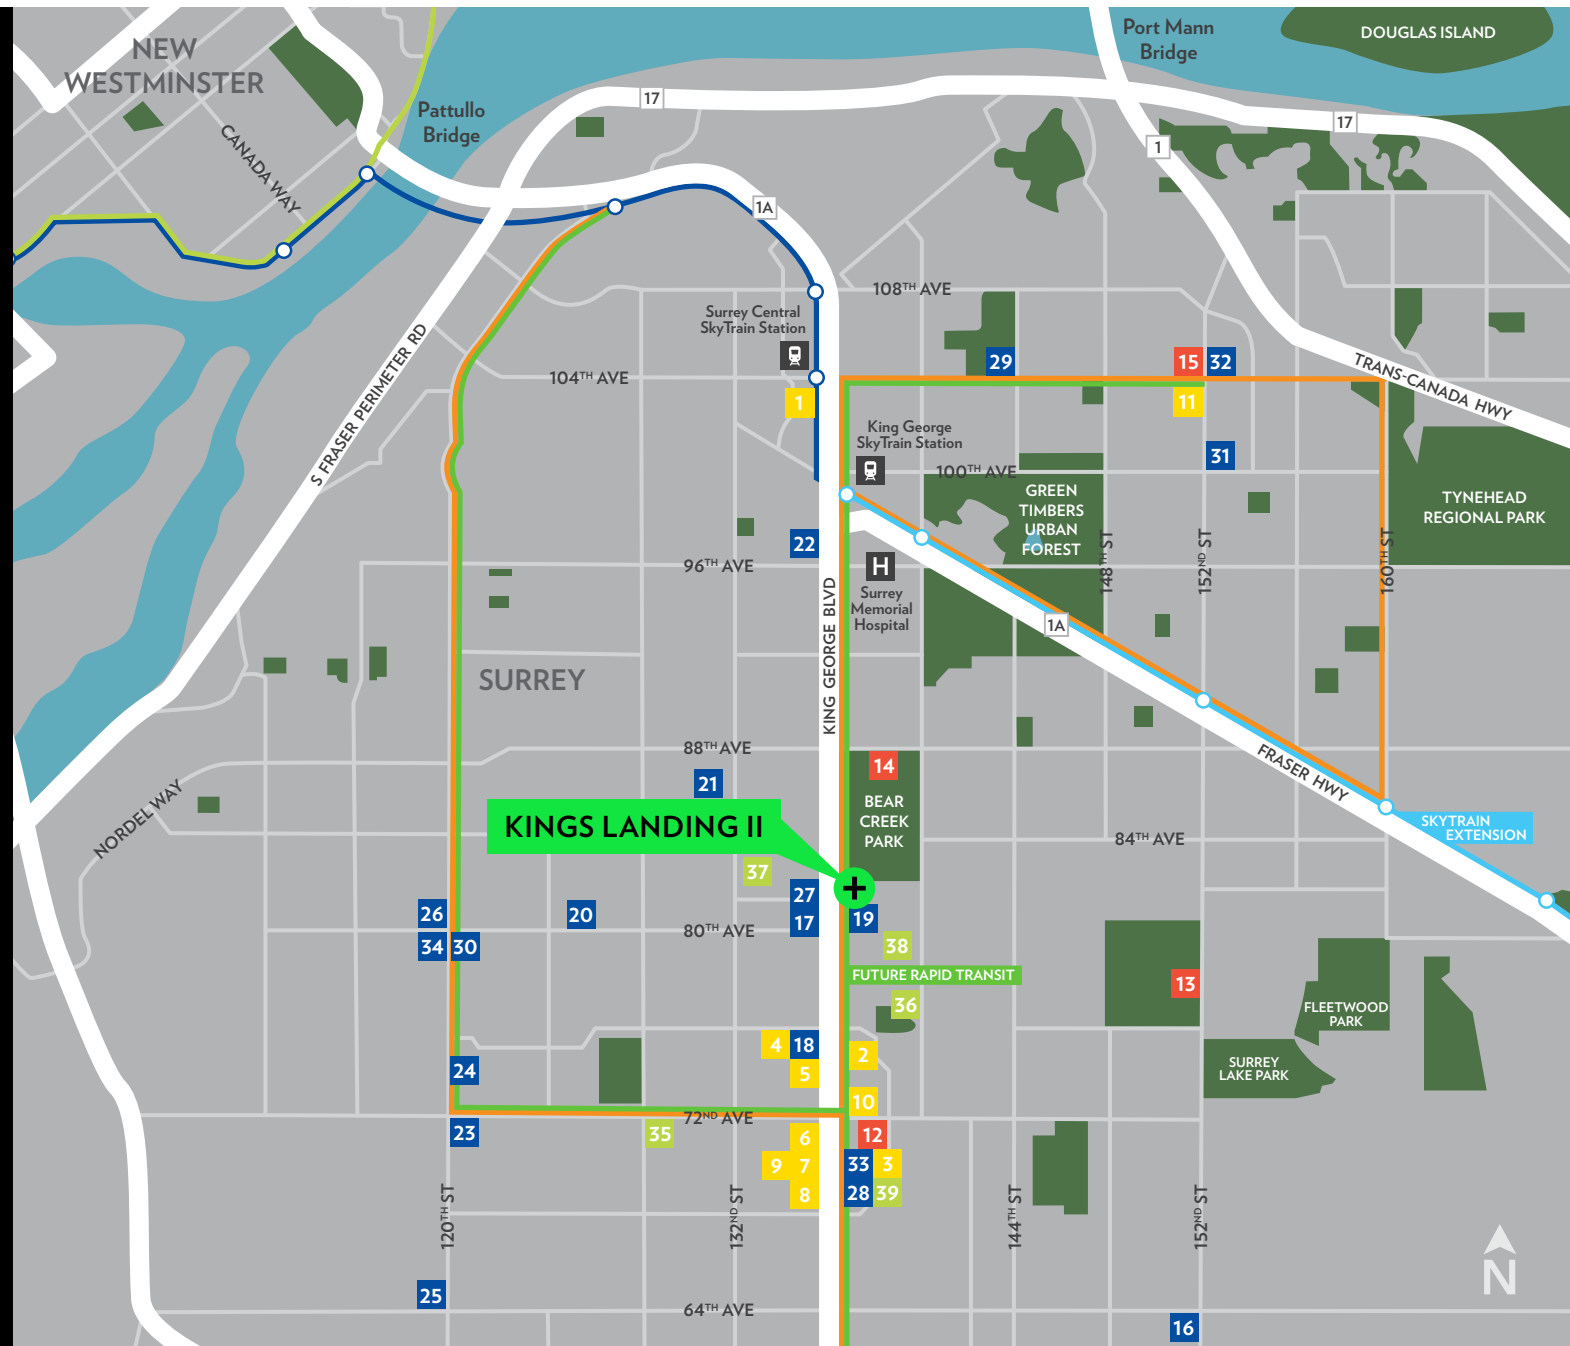 NEW
WESTMINSTER
CANADA WAY
Pattullo
Bridge
17
Port Mann
Bridge
DOUGLAS ISLAND
17
1
1A
S FRASER PERIMETER RD
Surrey Central
SkyTrain Station
108TH AVE
104TH AVE
1
29
15
32
11
TRANS-CANADA HWY
King George
SkyTrain Station
100TH AVE
31
GREEN
TIMBERS
URBAN
FOREST
TYNEHEAD
REGIONAL PARK
148TH ST
152ND ST
160TH ST
22
96TH AVE
H
Surrey
Memorial
Hospital
KING GEORGE BLVD
1A
SURREY
88TH AVE
21
14
BEAR
CREEK
PARK
FRASER HWY
NORDEL WAY
KINGS LANDING II
SKYTRAIN
EXTENSION
84TH AVE
37
27
26
20
17
19
80TH AVE
34
30
38
FUTURE RAPID TRANSIT
13
36
FLEETWOOD
PARK
4
18
2
5
24
SURREY
LAKE PARK
10
72ND AVE
23
35
6
12
9
7
33
3
8
28
39
120TH ST
132ND ST
144TH ST
152ND ST
N
25
64TH AVE
16